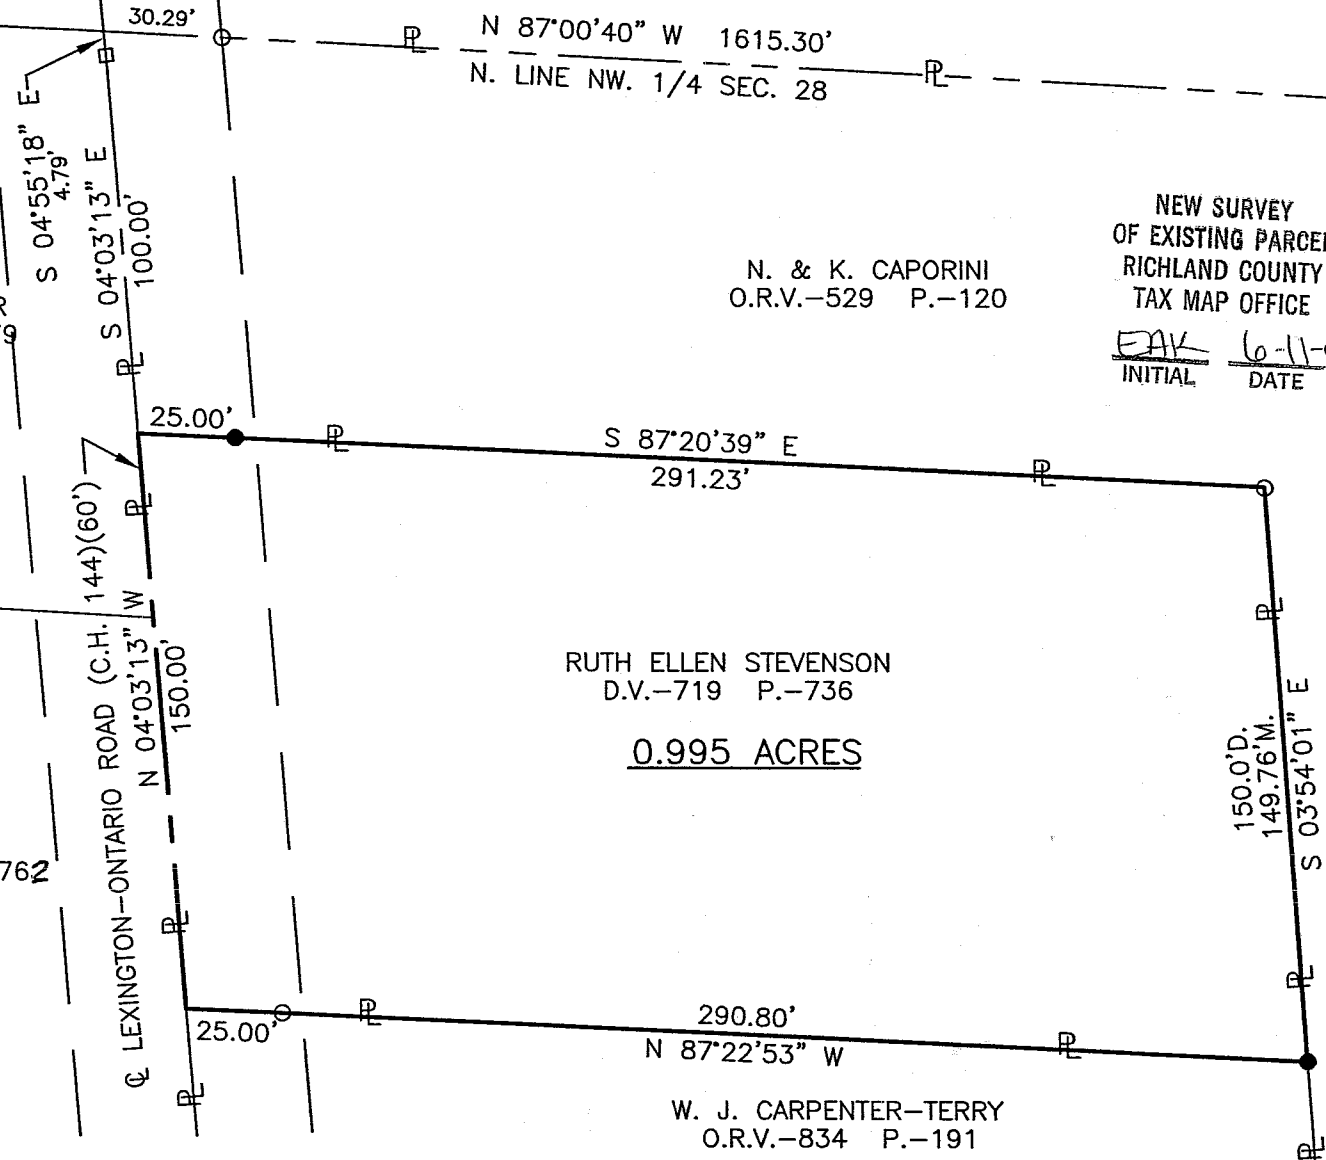 30.29'
N 87°00'40" W 1615.30'
N. LINE NW. 1/4 SEC. 28
S 04°55'18" E
4.79'
S 04°03'13" E
100.00'
N. & K. CAPORINI
O.R.V.-529 P.-120
NEW SURVEY
OF EXISTING PARCEL
RICHLAND COUNTY
TAX MAP OFFICE
EAK 6-11-
INITIAL DATE
25.00'
S 87°20'39" E
291.23'
℄ LEXINGTON-ONTARIO ROAD (C.H. 144)(60')
N 04°03'13" W
150.00'
RUTH ELLEN STEVENSON
D.V.-719 P.-736
0.995 ACRES
150.0'D.
149.76'M.
S 03°54'01" E
762
25.00'
290.80'
N 87°22'53" W
W. J. CARPENTER-TERRY
O.R.V.-834 P.-191